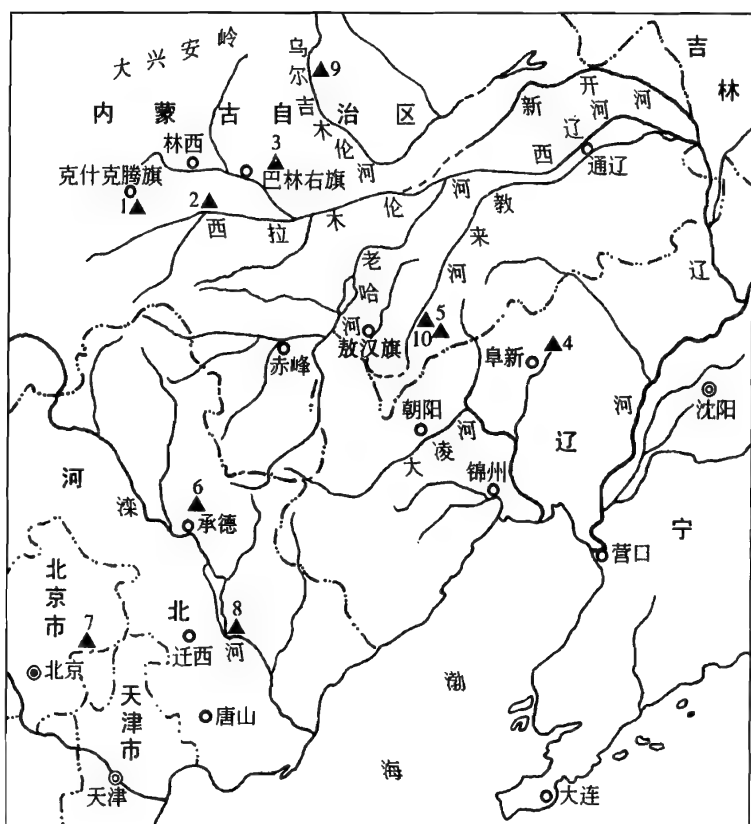 大兴安岭
乌尔吉木伦河
9
吉林
内蒙古自治区
新开河
林西
3
西辽河
通辽
克什克腾旗
巴林右旗
1
2
西拉木伦河
教来河
老哈河
辽河
5
10
4
敖汉旗
阜新
赤峰
沈阳
朝阳
大凌河
辽宁
锦州
河北
滦河
6
承德
营口
北京市
7
8
迁西
北京
天津市
唐山
渤海
天津
大连